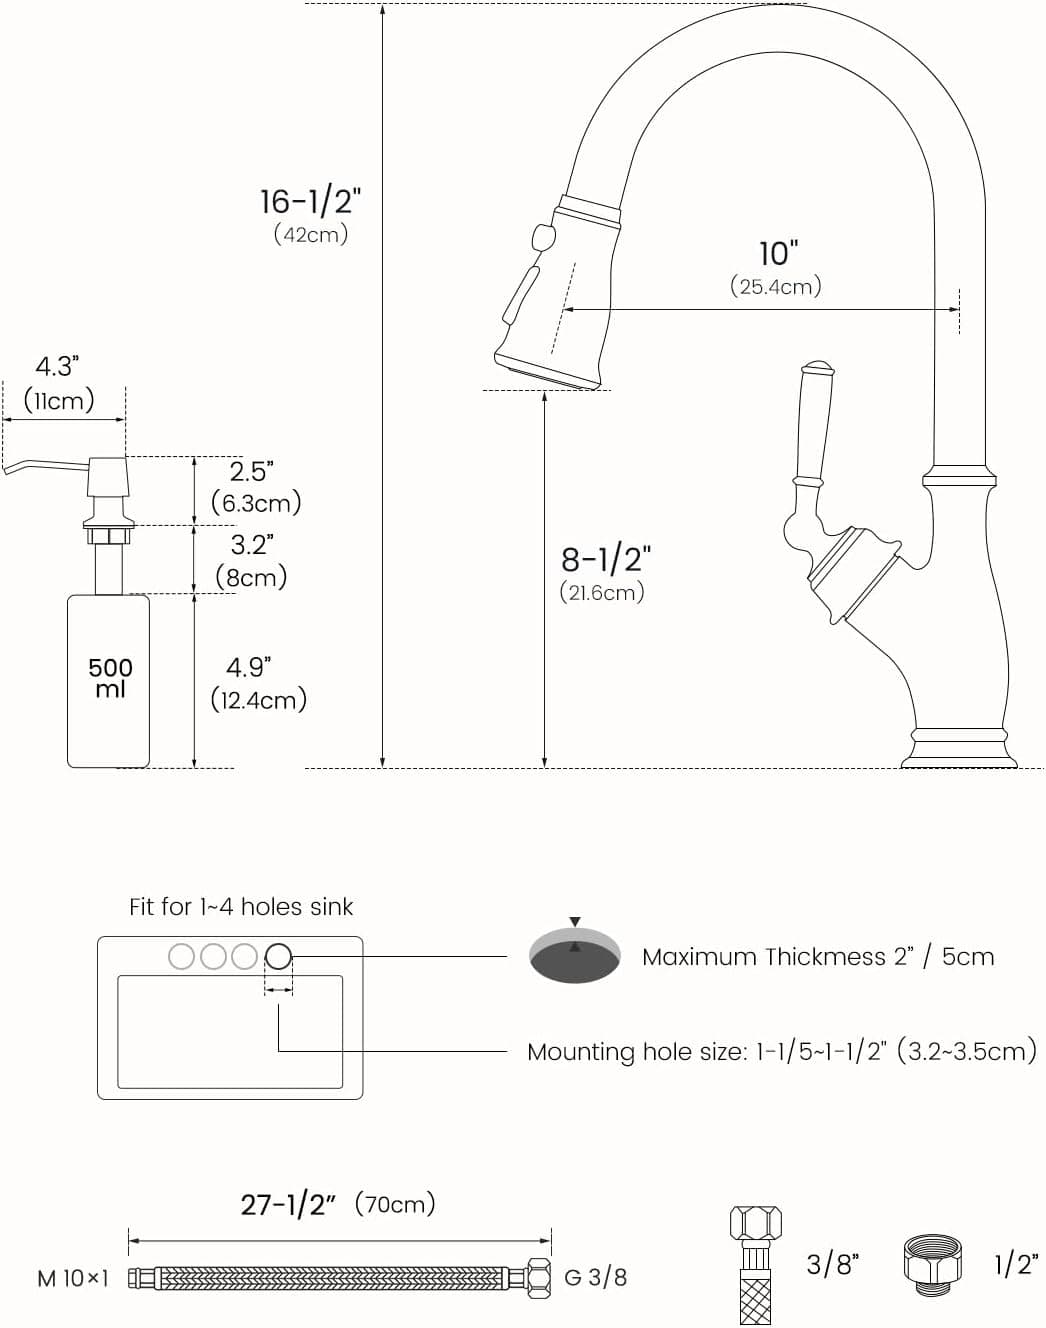 16-1/2"
(42cm)
10"
(25.4cm)
4.3”
(11cm)
2.5”
(6.3cm)
3.2”
(8cm)
8-1/2"
(21.6cm)
500
ml
4.9”
(12.4cm)
Fit for 1~4 holes sink
Maximum Thickmess 2” / 5cm
Mounting hole size: 1-1/5~1-1/2" (3.2~3.5cm)
27-1/2” (70cm)
M 10×1
G 3/8
3/8”
1/2”